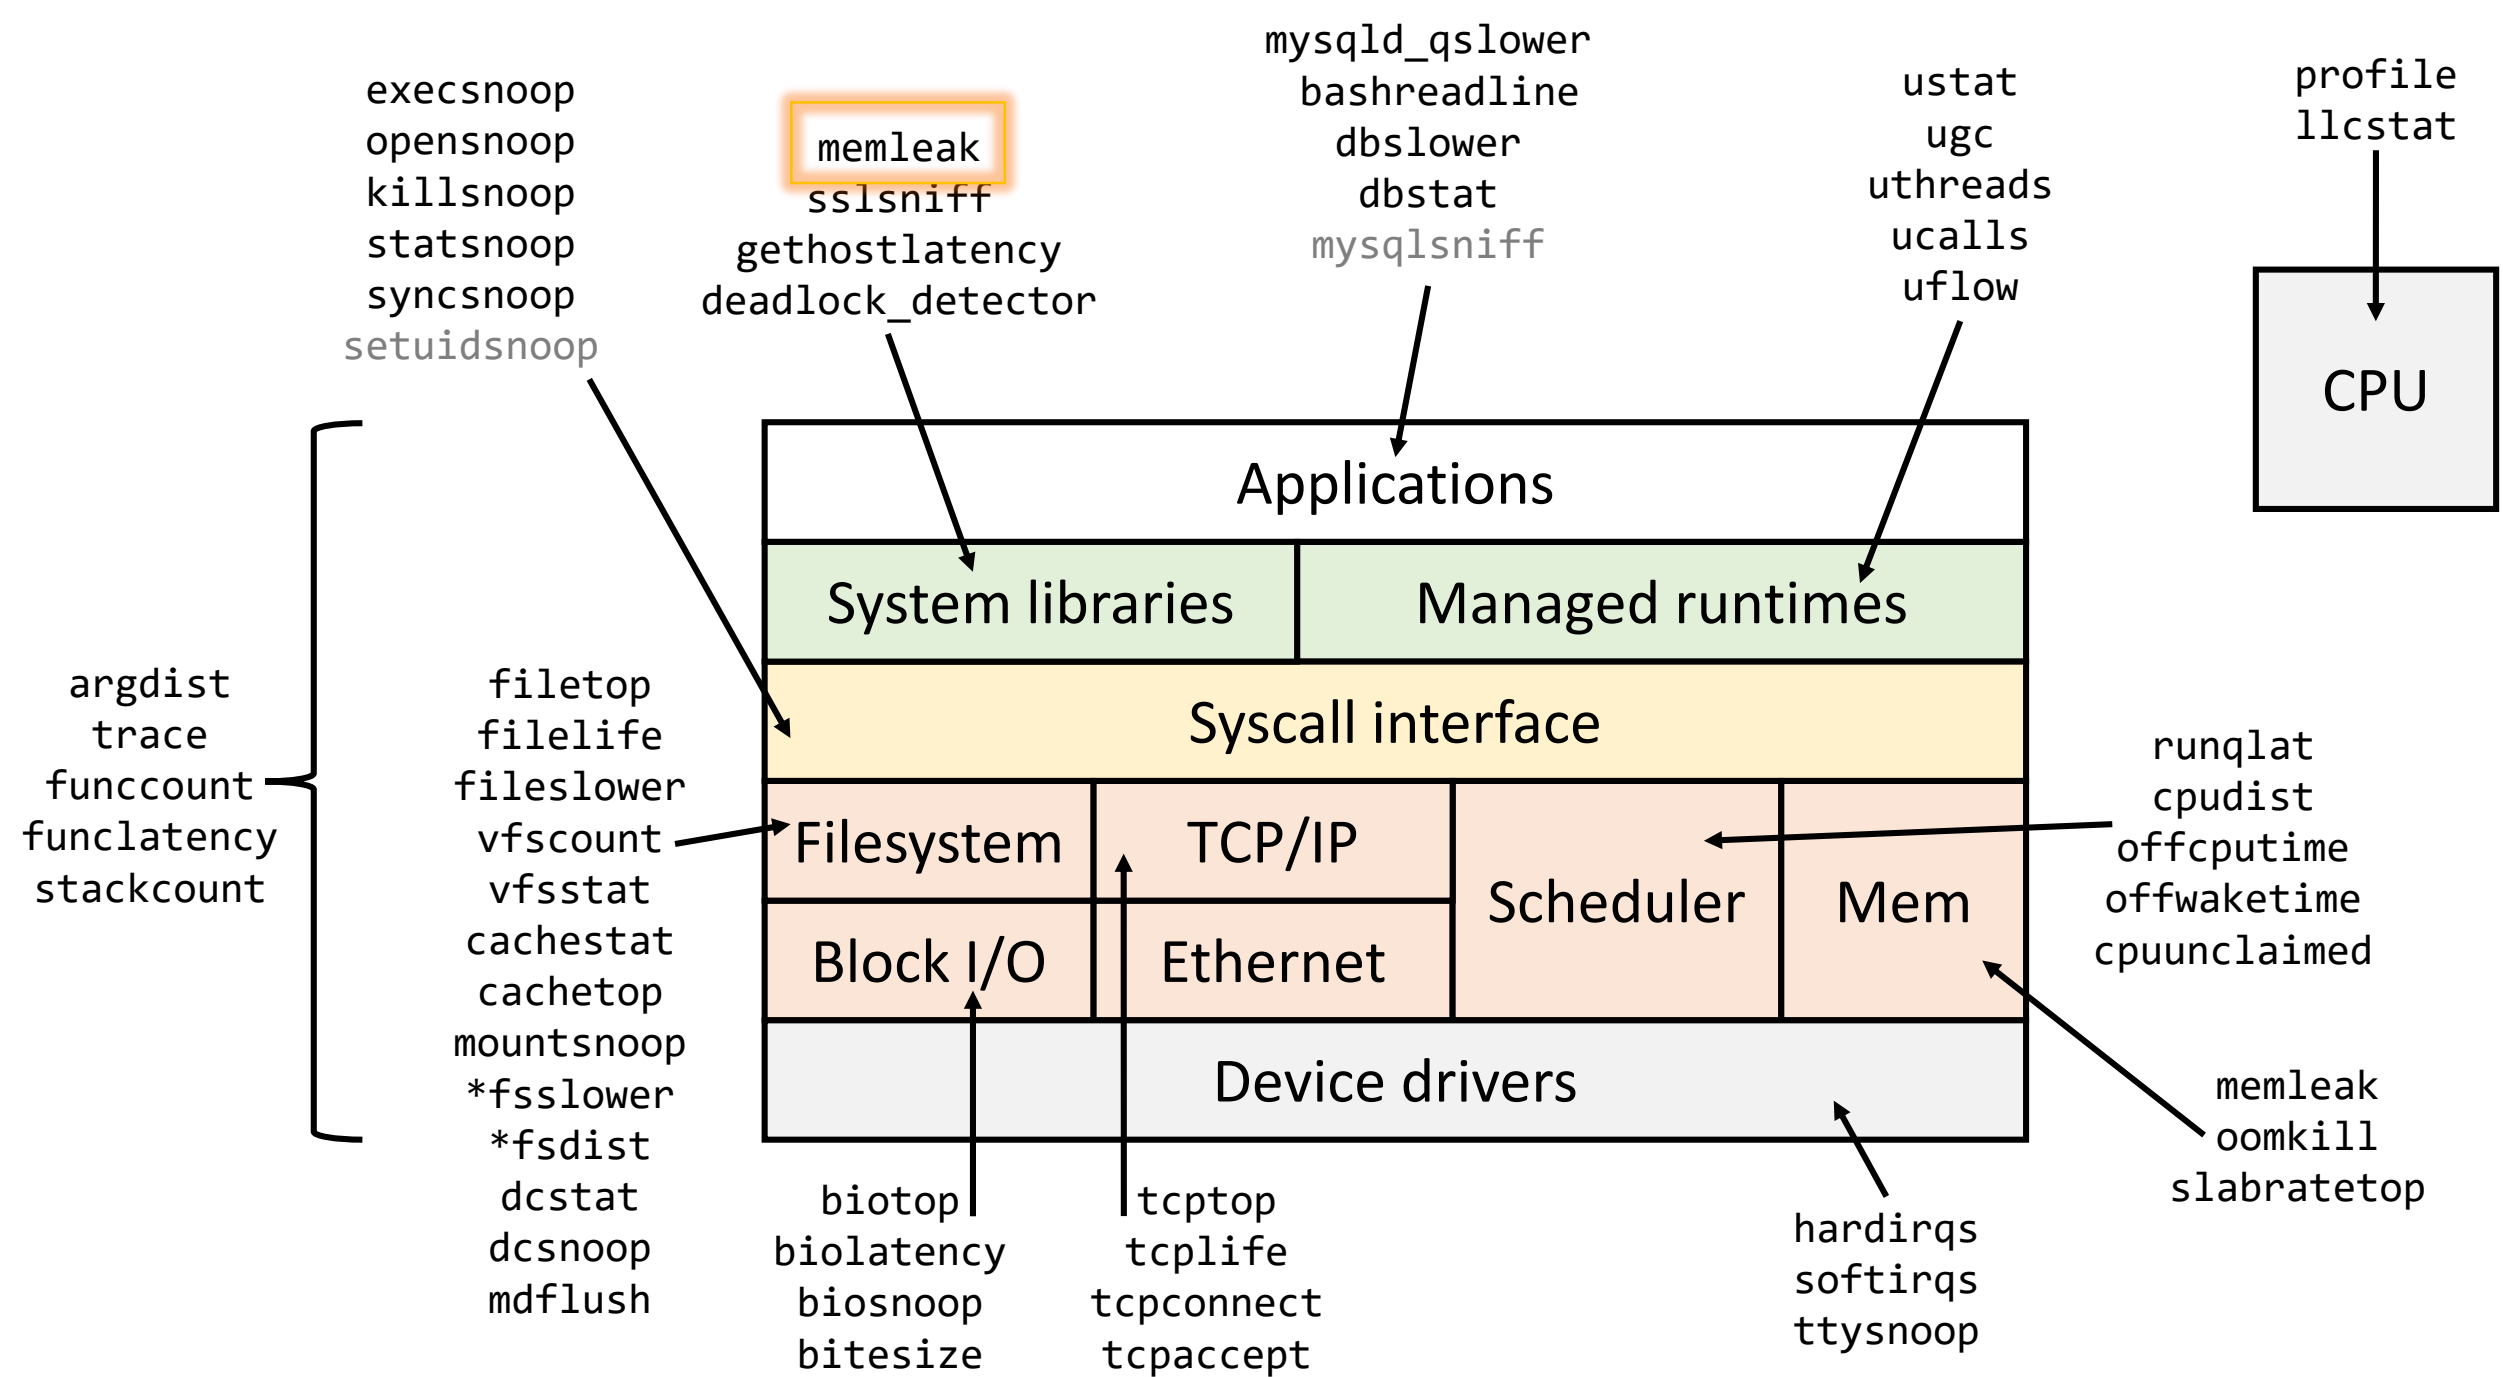 execsnoop
opensnoop
killsnoop
statsnoop
syncsnoop
setuidsnoop
memleak
sslsniff
gethostlatency
deadlock_detector
mysqld_qslower
bashreadline
dbslower
dbstat
mysqlsniff
ustat
ugc
uthreads
ucalls
uflow
profile
llcstat
CPU
Applications
System libraries
Managed runtimes
Syscall interface
Filesystem
TCP/IP
Scheduler
Mem
Block I/O
Ethernet
Device drivers
argdist
trace
funccount
funclatency
stackcount
filetop
filelife
fileslower
vfscount
vfsstat
cachestat
cachetop
mountsnoop
*fsslower
*fsdist
dcstat
dcsnoop
mdflush
biotop
biolatency
biosnoop
bitesize
tcptop
tcplife
tcpconnect
tcpaccept
hardirqs
softirqs
ttysnoop
runqlat
cpudist
offcputime
offwaketime
cpuunclaimed
memleak
oomkill
slabratetop